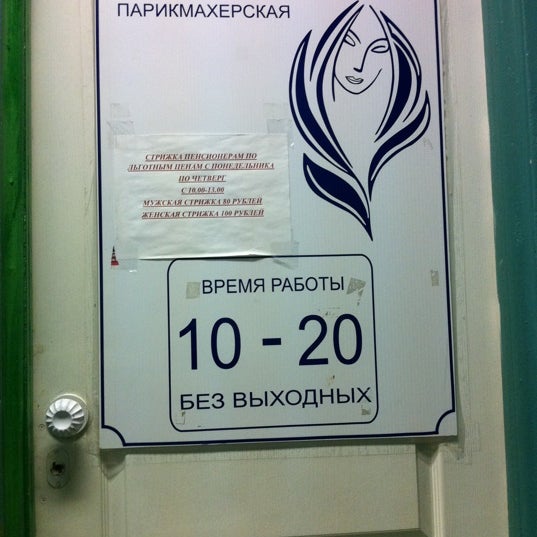 ПАРИКМАХЕРСКАЯ
СТРИЖКА ПЕНСИОНЕРАМ ПО
ЛЬГОТНЫМ ЦЕНАМ С ПОНЕДЕЛЬНИКА
ПО ЧЕТВЕРГ
С 10.00-13.00
МУЖСКАЯ СТРИЖКА 80 РУБЛЕЙ
ЖЕНСКАЯ СТРИЖКА 100 РУБЛЕЙ
ВРЕМЯ РАБОТЫ
10 - 20
БЕЗ ВЫХОДНЫХ